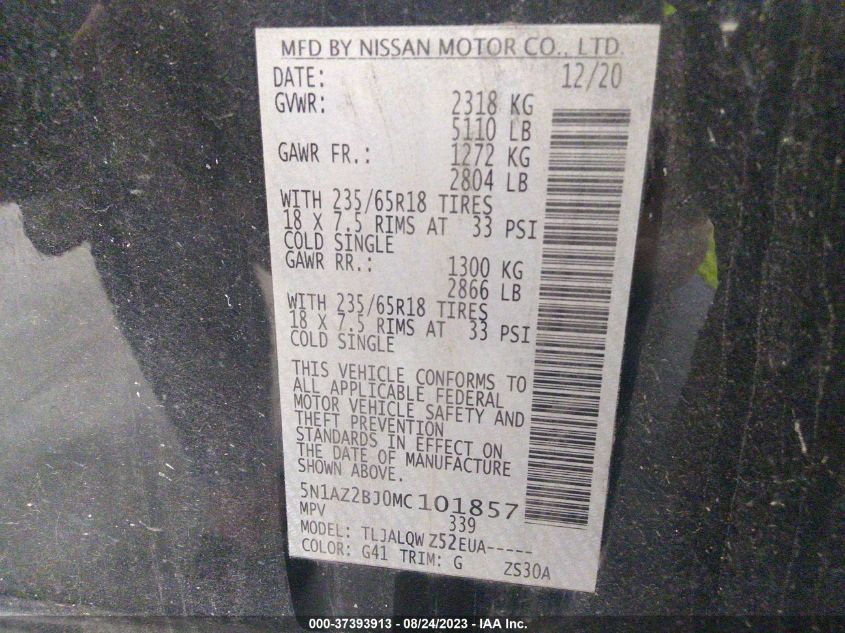 MFD BY NISSAN MOTOR CO., LTD.
DATE: 12/20
GVWR: 2318 KG
5110 LB
GAWR FR.: 1272 KG
2804 LB
WITH 235/65R18 TIRES
18 X 7.5 RIMS AT 33 PSI
COLD SINGLE
GAWR RR.: 1300 KG
2866 LB
WITH 235/65R18 TIRES
18 X 7.5 RIMS AT 33 PSI
COLD SINGLE
THIS VEHICLE CONFORMS TO
ALL APPLICABLE FEDERAL
MOTOR VEHICLE SAFETY AND
THEFT PREVENTION
STANDARDS IN EFFECT ON
THE DATE OF MANUFACTURE
SHOWN ABOVE.
5N1AZ2BJ0MC101857
MPV 339
MODEL: TLJALQW Z52EUA-----
COLOR: G41 TRIM: G ZS30A
000-37393913 - 08/24/2023 - IAA Inc.